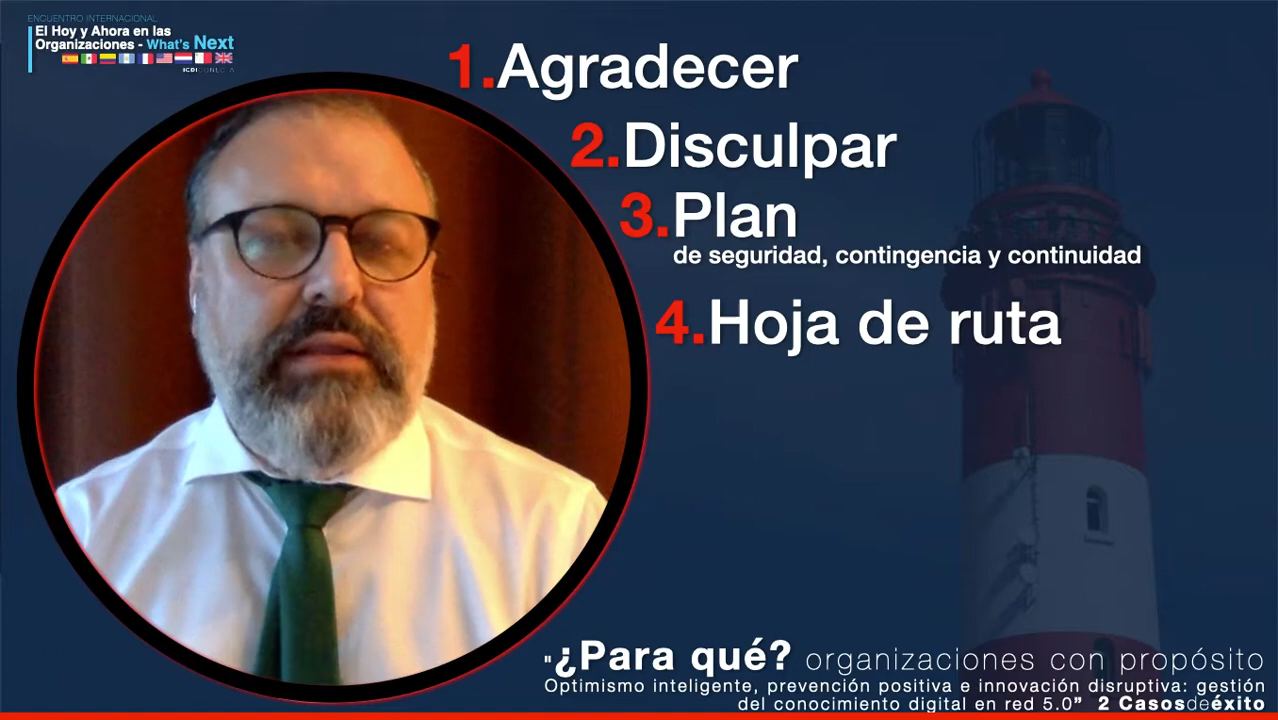 ENCUENTRO INTERNACIONAL
El Hoy y Ahora en las
Organizaciones - What's Next
1.Agradecer
2.Disculpar
3.Plan
de seguridad, contingencia y continuidad
4.Hoja de ruta
"¿Para qué? organizaciones con propósito
Optimismo inteligente, prevención positiva e innovación disruptiva: gestión
del conocimiento digital en red 5.0” 2 Casosdeéxito